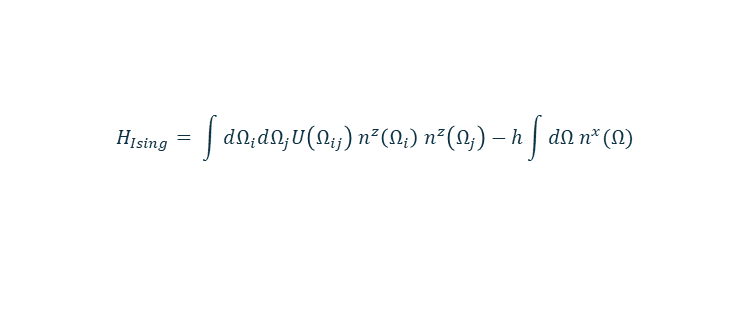 H_{Ising} = ∫ dΩ_i dΩ_j U(Ω_{ij}) n^z(Ω_i) n^z(Ω_j) − h ∫ dΩ n^x(Ω)